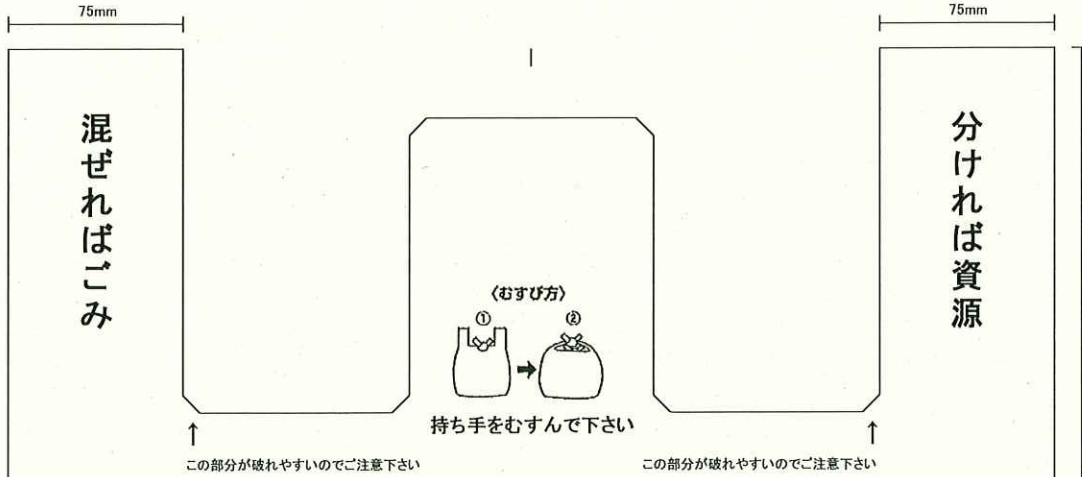 75mm
75mm
混ぜればごみ
分ければ資源
〈むすび方〉
① ②
持ち手をむすんで下さい
↑
↑
この部分が破れやすいのでご注意下さい
この部分が破れやすいのでご注意下さい